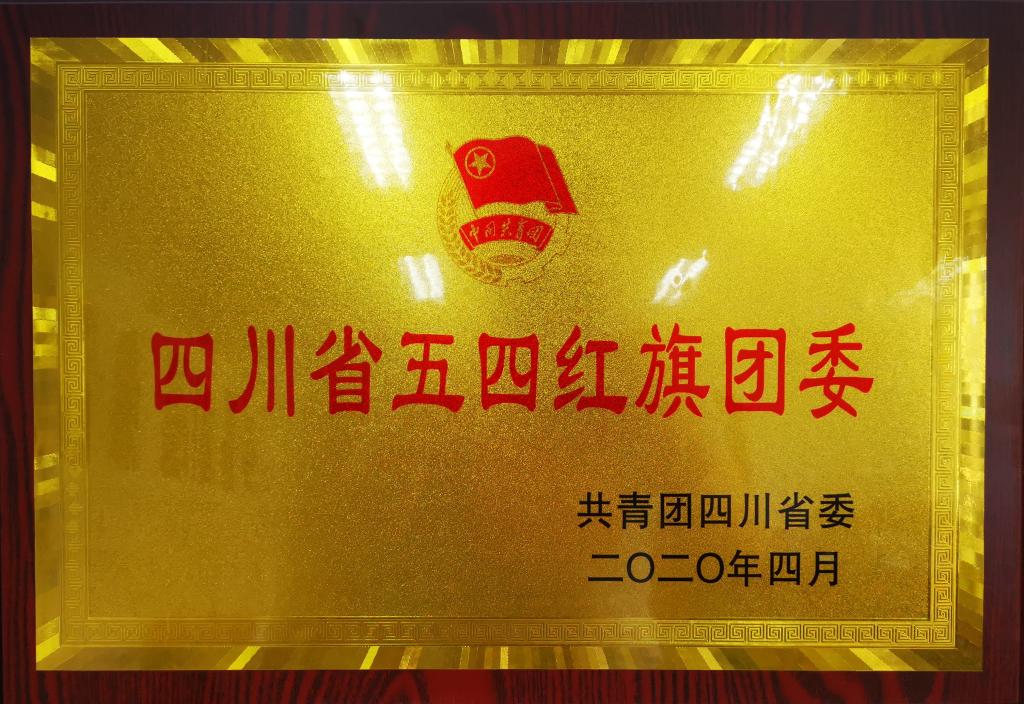 中国共青团
四川省五四红旗团委
共青团四川省委
二〇二〇年四月